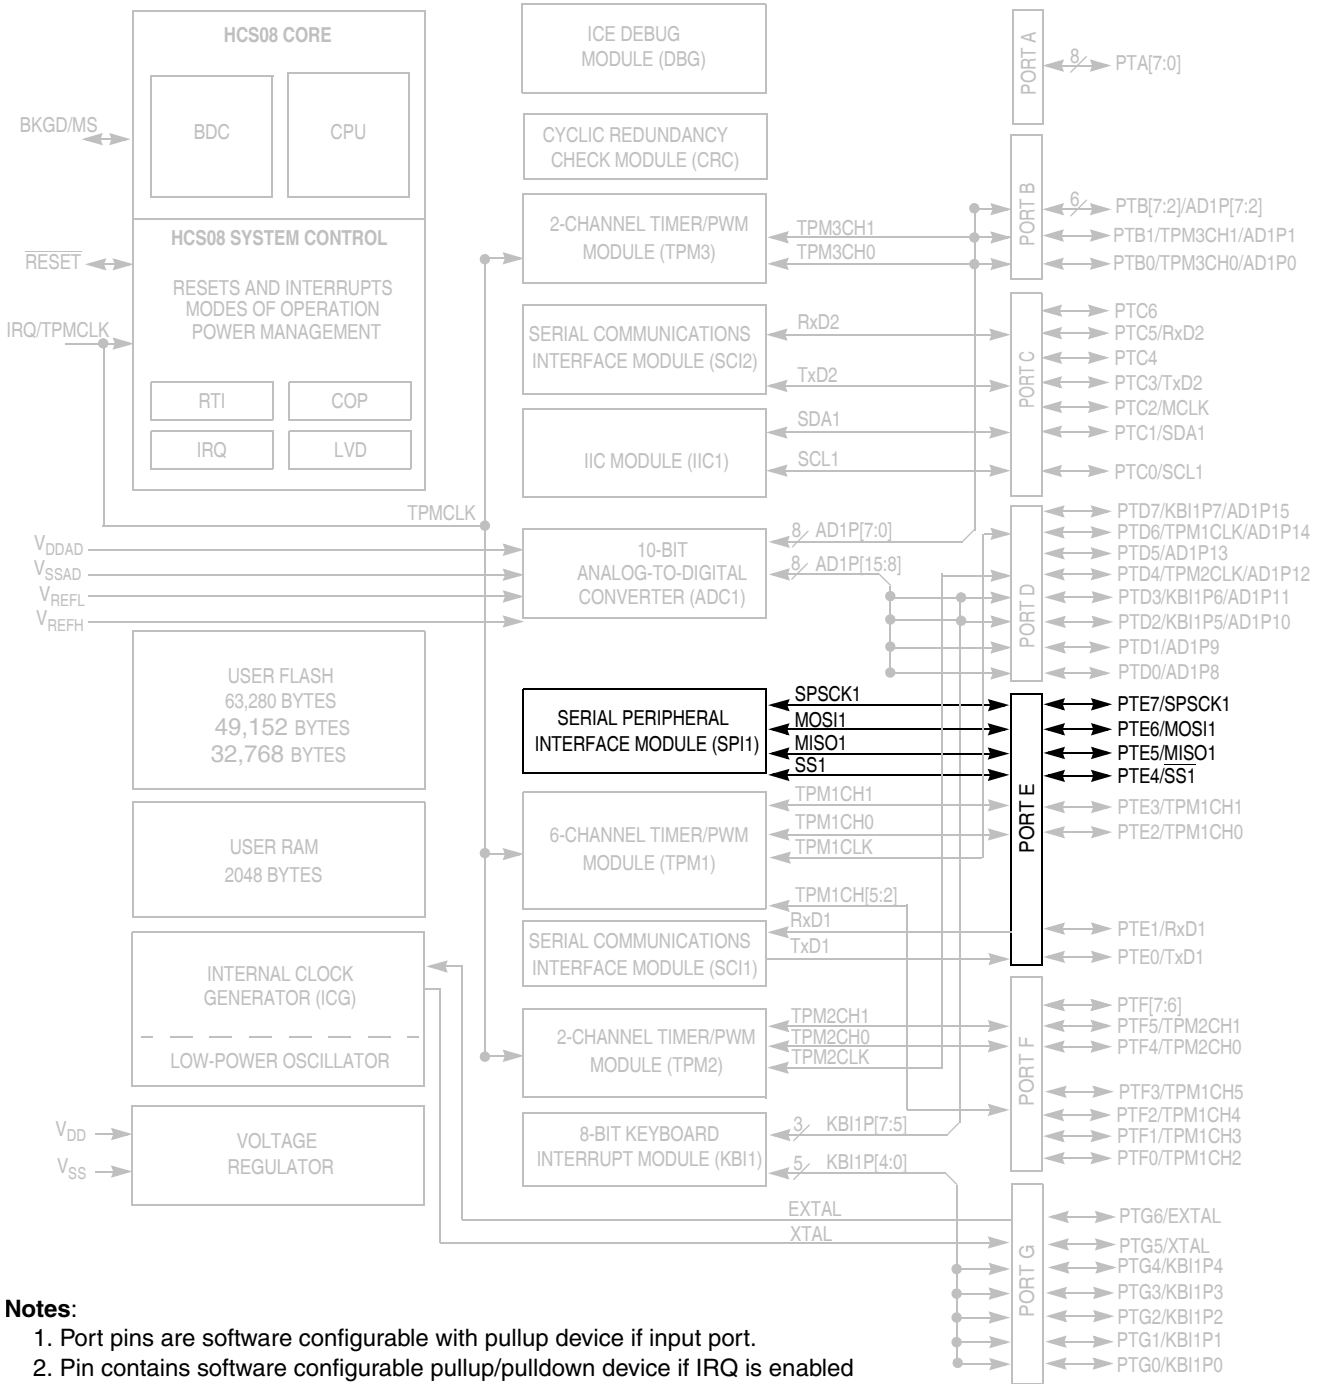 HCS08 CORE
BDC
CPU
BKGD/MS
HCS08 SYSTEM CONTROL
RESET
RESETS AND INTERRUPTS
MODES OF OPERATION
POWER MANAGEMENT
IRQ/TPMCLK
RTI
COP
IRQ
LVD
TPMCLK
VDDAD
VSSAD
VREFL
VREFH
USER FLASH
63,280 BYTES
49,152 BYTES
32,768 BYTES
USER RAM
2048 BYTES
INTERNAL CLOCK
GENERATOR (ICG)
LOW-POWER OSCILLATOR
VDD
VSS
VOLTAGE
REGULATOR
ICE DEBUG
MODULE (DBG)
CYCLIC REDUNDANCY
CHECK MODULE (CRC)
2-CHANNEL TIMER/PWM
MODULE (TPM3)
TPM3CH1
TPM3CH0
SERIAL COMMUNICATIONS
INTERFACE MODULE (SCI2)
RxD2
TxD2
IIC MODULE (IIC1)
SDA1
SCL1
10-BIT
ANALOG-TO-DIGITAL
CONVERTER (ADC1)
8 AD1P[7:0]
8 AD1P[15:8]
SERIAL PERIPHERAL
INTERFACE MODULE (SPI1)
SPSCK1
MOSI1
MISO1
SS1
6-CHANNEL TIMER/PWM
MODULE (TPM1)
TPM1CH1
TPM1CH0
TPM1CLK
TPM1CH[5:2]
SERIAL COMMUNICATIONS
INTERFACE MODULE (SCI1)
RxD1
TxD1
2-CHANNEL TIMER/PWM
MODULE (TPM2)
TPM2CH1
TPM2CH0
TPM2CLK
8-BIT KEYBOARD
INTERRUPT MODULE (KBI1)
3 KBI1P[7:5]
5 KBI1P[4:0]
EXTAL
XTAL
PORT A
8 PTA[7:0]
PORT B
6 PTB[7:2]/AD1P[7:2]
PTB1/TPM3CH1/AD1P1
PTB0/TPM3CH0/AD1P0
PORT C
PTC6
PTC5/RxD2
PTC4
PTC3/TxD2
PTC2/MCLK
PTC1/SDA1
PTC0/SCL1
PORT D
PTD7/KBI1P7/AD1P15
PTD6/TPM1CLK/AD1P14
PTD5/AD1P13
PTD4/TPM2CLK/AD1P12
PTD3/KBI1P6/AD1P11
PTD2/KBI1P5/AD1P10
PTD1/AD1P9
PTD0/AD1P8
PORT E
PTE7/SPSCK1
PTE6/MOSI1
PTE5/MISO1
PTE4/SS1
PTE3/TPM1CH1
PTE2/TPM1CH0
PTE1/RxD1
PTE0/TxD1
PORT F
PTF[7:6]
PTF5/TPM2CH1
PTF4/TPM2CH0
PTF3/TPM1CH5
PTF2/TPM1CH4
PTF1/TPM1CH3
PTF0/TPM1CH2
PORT G
PTG6/EXTAL
PTG5/XTAL
PTG4/KBI1P4
PTG3/KBI1P3
PTG2/KBI1P2
PTG1/KBI1P1
PTG0/KBI1P0
Notes:
1. Port pins are software configurable with pullup device if input port.
2. Pin contains software configurable pullup/pulldown device if IRQ is enabled